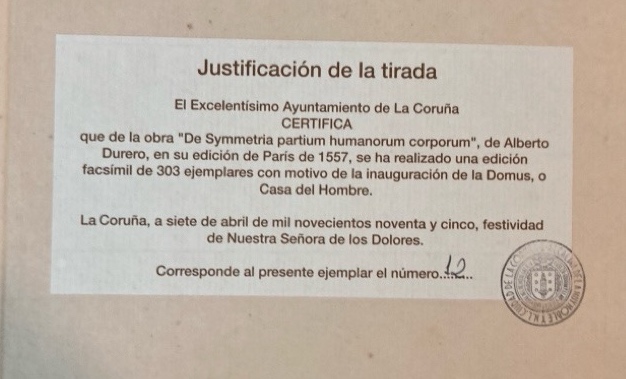 Justificación de la tirada
El Excelentísimo Ayuntamiento de La Coruña
CERTIFICA
que de la obra "De Symmetria partium humanorum corporum", de Alberto
Durero, en su edición de París de 1557, se ha realizado una edición
facsímil de 303 ejemplares con motivo de la inauguración de la Domus, o
Casa del Hombre.
La Coruña, a siete de abril de mil novecientos noventa y cinco, festividad
de Nuestra Señora de los Dolores.
Corresponde al presente ejemplar el número..12..